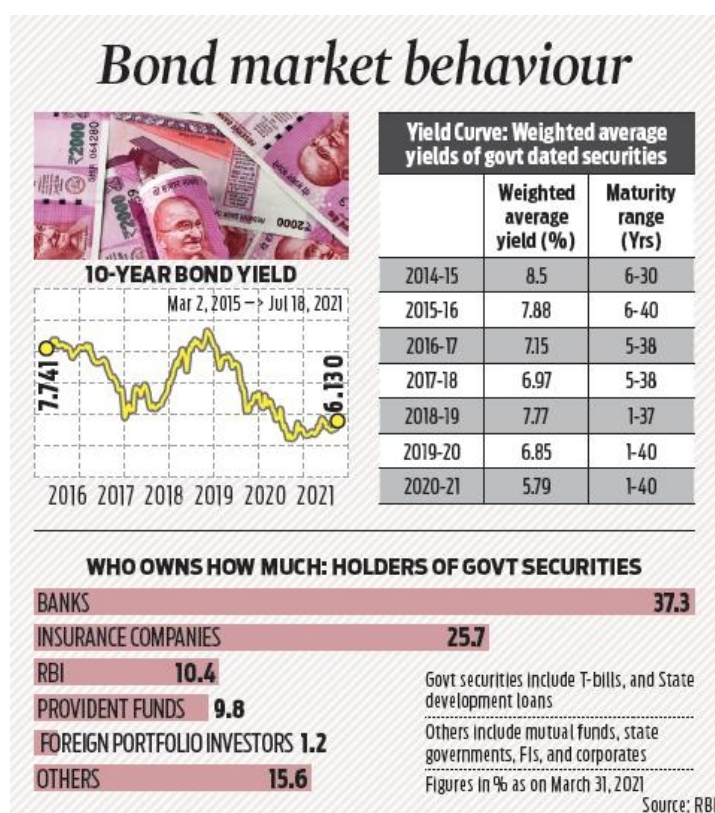 Bond market behaviour
₹2000
0HR 064280
2000
₹2000
10-YEAR BOND YIELD
Mar 2, 2015 —> Jul 18, 2021
7.741
6.130
2016 2017 2018 2019 2020 2021
Yield Curve: Weighted average
yields of govt dated securities
Weighted average yield (%) Maturity range (Yrs)
2014-15 8.5 6-30
2015-16 7.88 6-40
2016-17 7.15 5-38
2017-18 6.97 5-38
2018-19 7.77 1-37
2019-20 6.85 1-40
2020-21 5.79 1-40
WHO OWNS HOW MUCH: HOLDERS OF GOVT SECURITIES
BANKS 37.3
INSURANCE COMPANIES 25.7
RBI 10.4
PROVIDENT FUNDS 9.8
FOREIGN PORTFOLIO INVESTORS 1.2
OTHERS 15.6
Govt securities include T-bills, and State
development loans
Others include mutual funds, state
governments, FIs, and corporates
Figures in % as on March 31, 2021
Source: RBI